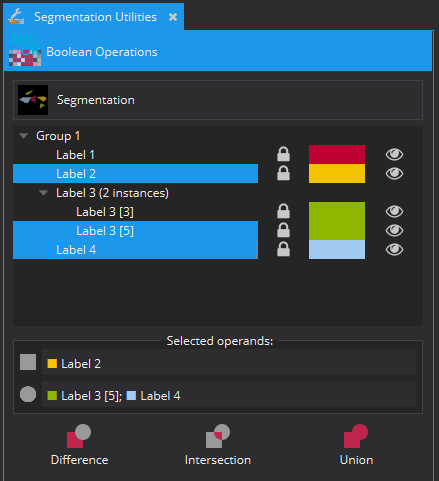 Segmentation Utilities
Boolean Operations
Segmentation
Group 1
Label 1
Label 2
Label 3 (2 instances)
Label 3 [3]
Label 3 [5]
Label 4
Selected operands:
Label 2
Label 3 [5]; Label 4
Difference Intersection Union